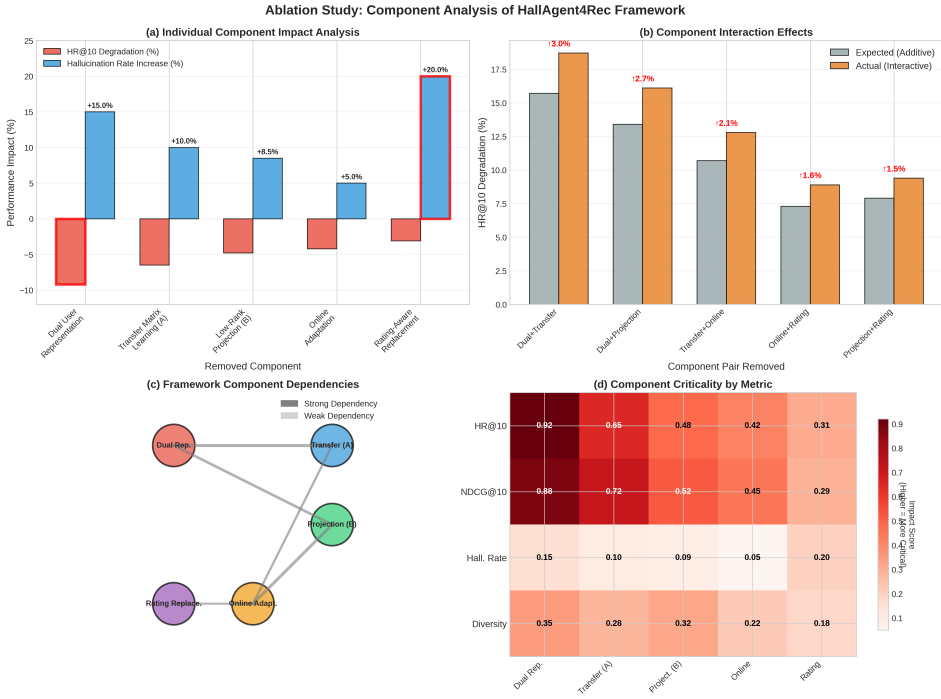 Ablation Study: Component Analysis of HallAgent4Rec Framework
(a) Individual Component Impact Analysis
HR@10 Degradation (%)
Hallucination Rate Increase (%)
Performance Impact (%)
25
20
15
10
5
0
−5
−10
+15.0%
+10.0%
+8.5%
+5.0%
+20.0%
Dual User
Representation
Transfer Matrix
Learning (A)
Low-Rank
Projection (B)
Online
Adaptation
Rating-Aware
Replacement
Removed Component
(b) Component Interaction Effects
Expected (Additive)
Actual (Interactive)
HR@10 Degradation (%)
17.5
15.0
12.5
10.0
7.5
5.0
2.5
0.0
↑3.0%
↑2.7%
↑2.1%
↑1.6%
↑1.5%
Dual+Transfer
Dual+Projection
Transfer+Online
Online+Rating
Projection+Rating
Component Pair Removed
(c) Framework Component Dependencies
Strong Dependency
Weak Dependency
Dual Rep.
Transfer (A)
Projection (B)
Rating Replace.
Online Adapt.
(d) Component Criticality by Metric
HR@10
0.92
0.65
0.48
0.42
0.31
NDCG@10
0.88
0.72
0.52
0.45
0.29
Hall. Rate
0.15
0.10
0.09
0.05
0.20
Diversity
0.35
0.28
0.32
0.22
0.18
Dual Rep.
Transfer (A)
Project. (B)
Online
Rating
0.9
0.8
0.7
0.6
0.5
0.4
0.3
0.2
0.1
Impact Score
(Higher = More Critical)